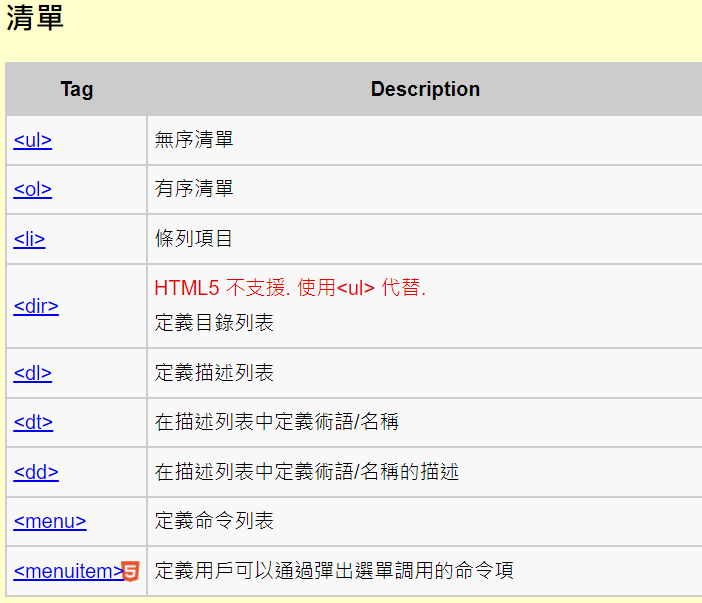 清單
Tag Description
<ul> 無序清單
<ol> 有序清單
<li> 條列項目
<dir> HTML5 不支援. 使用<ul> 代替.
定義目錄列表
<dl> 定義描述列表
<dt> 在描述列表中定義術語/名稱
<dd> 在描述列表中定義術語/名稱的描述
<menu> 定義命令列表
<menuitem>5 定義用戶可以通過彈出選單調用的命令項